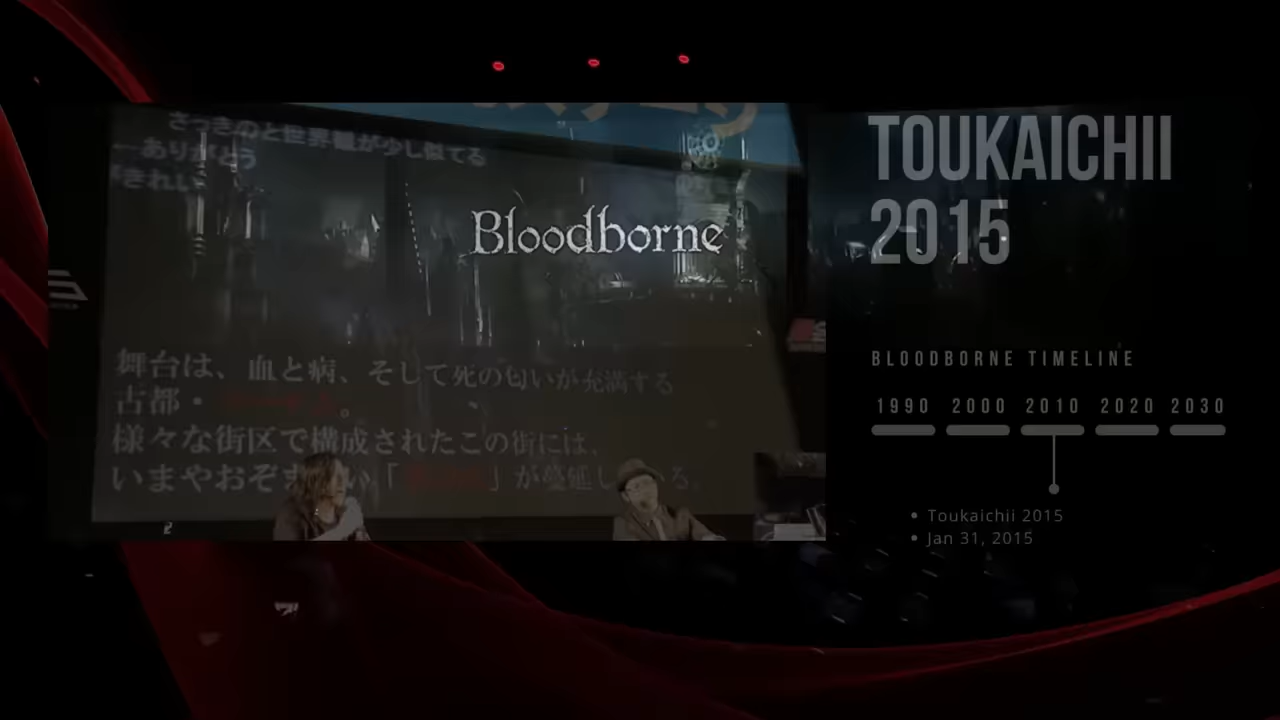 さっきのと世界観が少し似てる
ありがとう
「きれい
Bloodborne
舞台は、血と病、そして死の匂いが充満する
古都・
様々な街区で構成されたこの街には、
いまやおぞま い「 」が蔓延し いる。
TOUKAICHII
2015
BLOODBORNE TIMELINE
1990 2000 2010 2020 2030
• Toukaichii 2015
• Jan 31, 2015